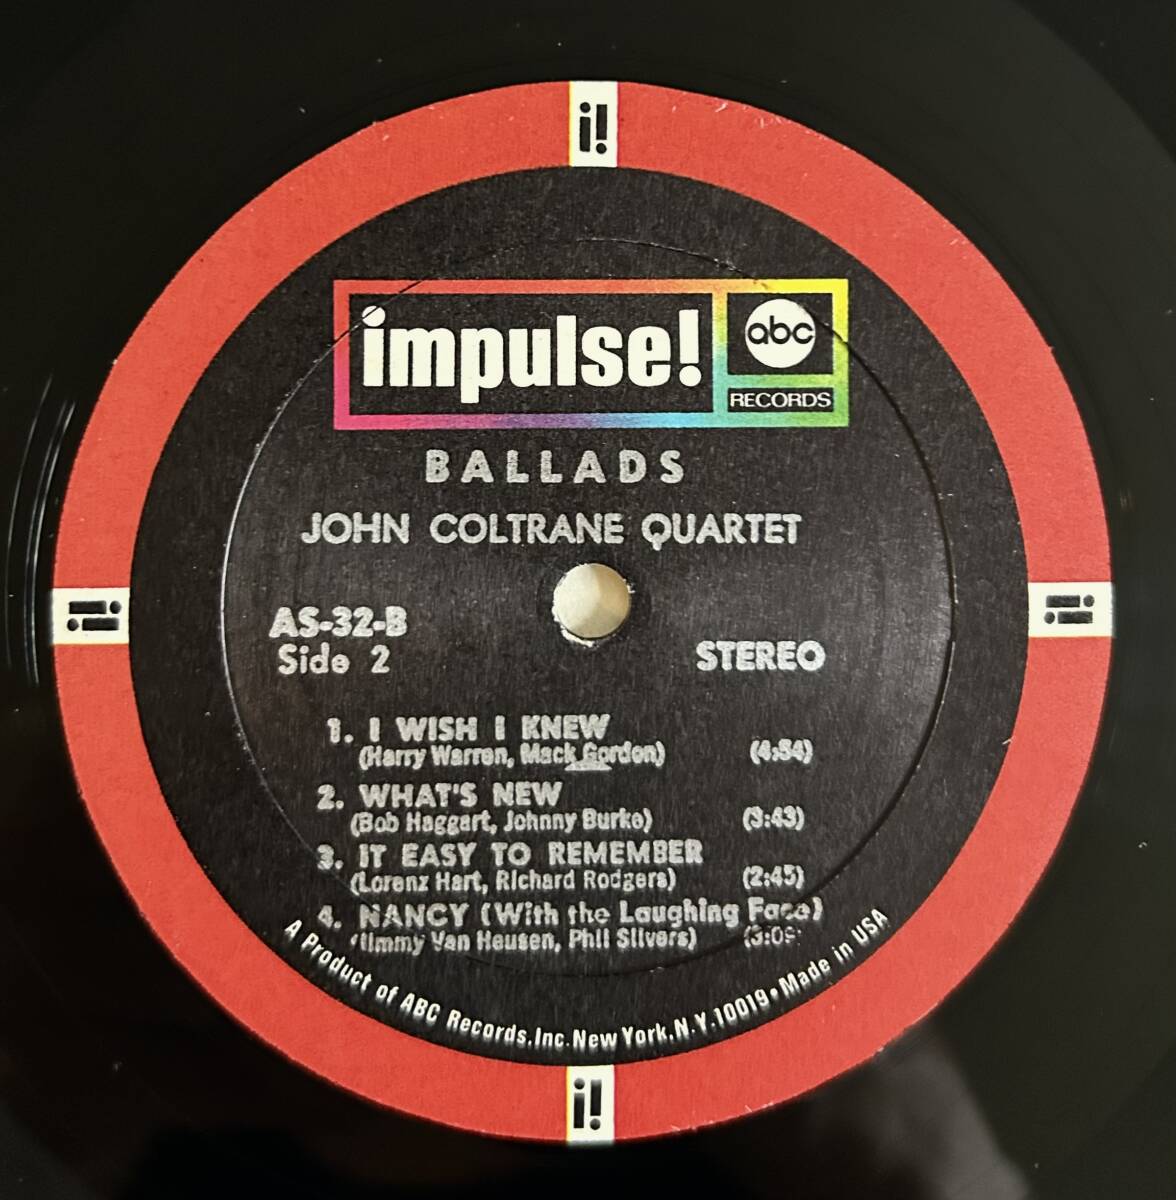 i!
impulse!
abc
RECORDS
BALLADS
JOHN COLTRANE QUARTET
AS-32-B
Side 2
STEREO
1. I WISH I KNEW
(Harry Warren, Mack Gordon) (4:54)
2. WHAT'S NEW
(Bob Haggart, Johnny Burke) (3:43)
3. IT EASY TO REMEMBER
(Lorenz Hart, Richard Rodgers) (2:45)
4. NANCY (With the Laughing Face)
(Jimmy Van Heusen, Phil Silvers) (3:09)
A Product of ABC Records, Inc. New York, N.Y. 10019 • Made in USA
i!
i!
i!